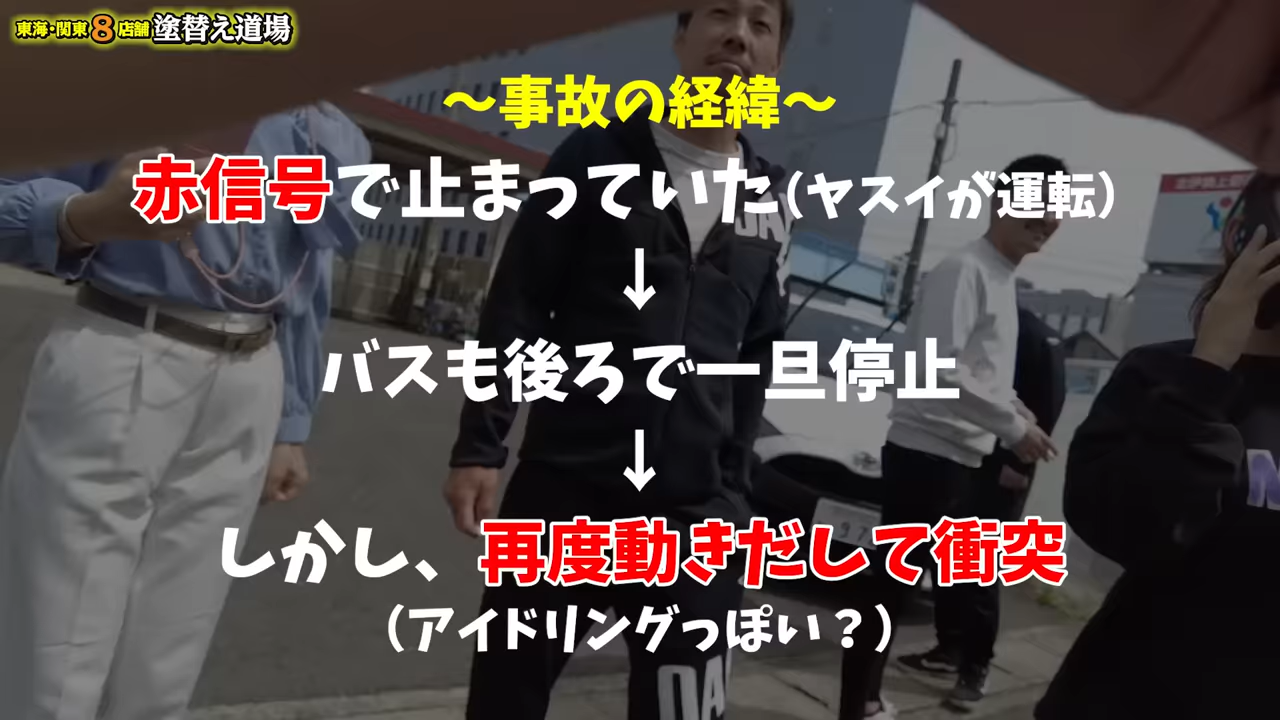 東海・関東8店舗 塗替え道場
～事故の経緯～
赤信号で止まっていた（ヤスイが運転）
↓
バスも後ろで一旦停止
↓
しかし、再度動きだして衝突
（アイドリングっぽい？）